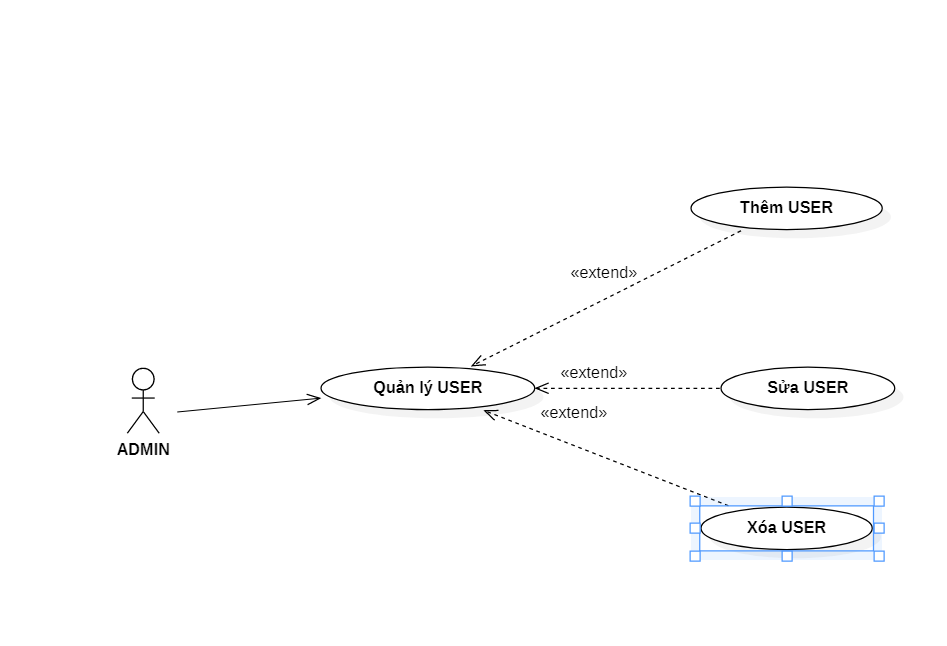 Thêm USER
«extend»
«extend»
Quản lý USER
Sửa USER
«extend»
ADMIN
Xóa USER